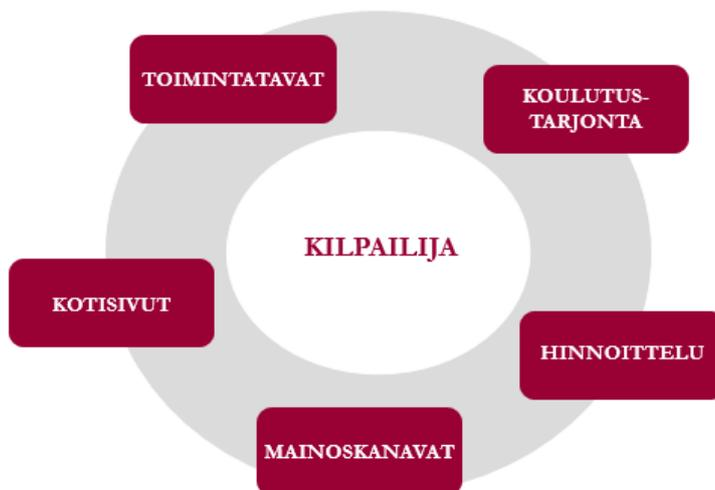 TOIMINTATAVAT
KOULUTUS-
TARJONTA
KILPAILIJA
KOTISIVUT
HINNOITTELU
MAINOSKANAVAT